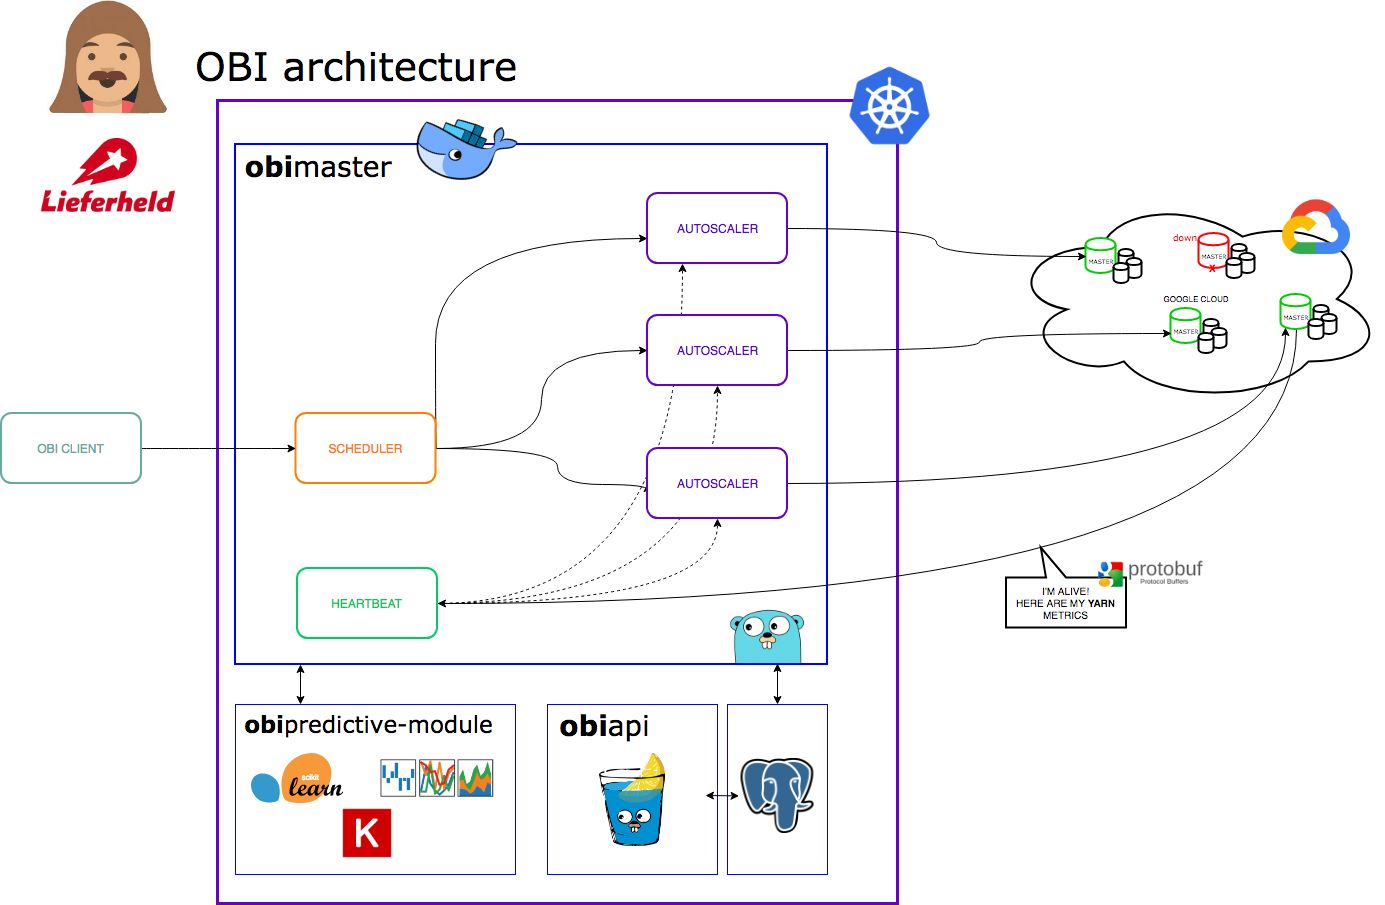 OBI architecture
Lieferheld
obimaster
AUTOSCALER
down
MASTER
MASTER
X
GOOGLE CLOUD
AUTOSCALER
MASTER
MASTER
OBI CLIENT
SCHEDULER
AUTOSCALER
HEARTBEAT
protobuf
Protocol Buffers
I'M ALIVE!
HERE ARE MY YARN
METRICS
obipredictive-module
scikit
learn
K
obiapi